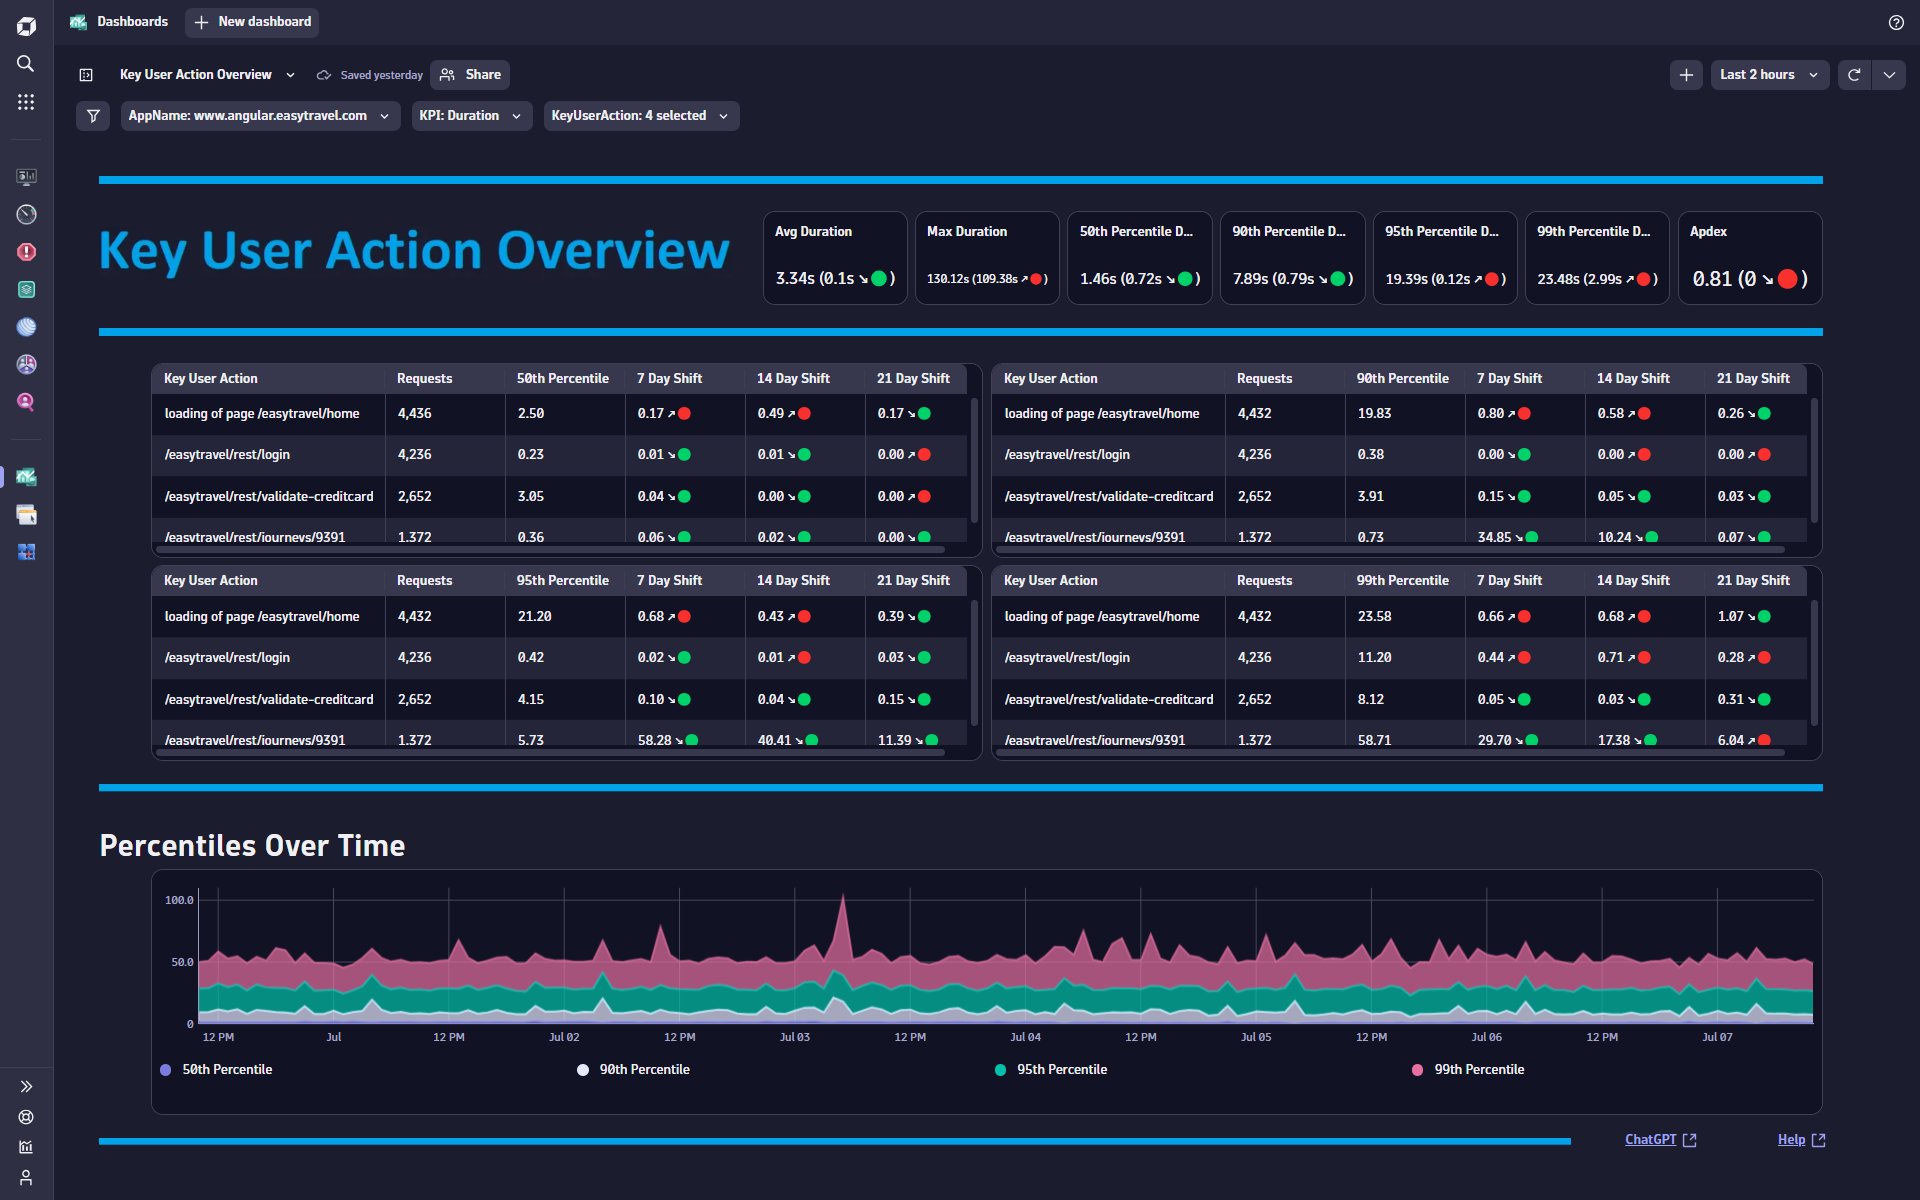 Dashboards
New dashboard
Key User Action Overview
Saved yesterday
Share
Last 2 hours
AppName: www.angular.easytravel.com
KPI: Duration
KeyUserAction: 4 selected
Key User Action Overview
Avg Duration
3.34s (0.1s ↘ )
Max Duration
130.12s (109.38s ↗ )
50th Percentile D...
1.46s (0.72s ↘ )
90th Percentile D...
7.89s (0.79s ↘ )
95th Percentile D...
19.39s (0.12s ↗ )
99th Percentile D...
23.48s (2.99s ↗ )
Apdex
0.81 (0 ↘ )
Key User Action Requests 50th Percentile 7 Day Shift 14 Day Shift 21 Day Shift
loading of page /easytravel/home 4,436 2.50 0.17 ↗ 0.49 ↗ 0.17 ↘
/easytravel/rest/login 4,236 0.23 0.01 ↘ 0.01 ↘ 0.00 ↗
/easytravel/rest/validate-creditcard 2,652 3.05 0.04 ↘ 0.00 ↘ 0.00 ↗
/easytravel/rest/journeys/9391 1,372 0.36 0.06 ↘ 0.02 ↘ 0.00 ↘
Key User Action Requests 90th Percentile 7 Day Shift 14 Day Shift 21 Day Shift
loading of page /easytravel/home 4,432 19.83 0.80 ↗ 0.58 ↗ 0.26 ↘
/easytravel/rest/login 4,236 0.38 0.00 ↘ 0.00 ↗ 0.00 ↗
/easytravel/rest/validate-creditcard 2,652 3.91 0.15 ↘ 0.05 ↘ 0.03 ↘
/easytravel/rest/journeys/9391 1,372 0.73 34.85 ↘ 10.24 ↘ 0.07 ↘
Key User Action Requests 95th Percentile 7 Day Shift 14 Day Shift 21 Day Shift
loading of page /easytravel/home 4,432 21.20 0.68 ↗ 0.43 ↗ 0.39 ↘
/easytravel/rest/login 4,236 0.42 0.02 ↘ 0.01 ↗ 0.03 ↘
/easytravel/rest/validate-creditcard 2,652 4.15 0.10 ↘ 0.04 ↘ 0.15 ↘
/easytravel/rest/journeys/9391 1,372 5.73 58.28 ↘ 40.41 ↘ 11.39 ↘
Key User Action Requests 99th Percentile 7 Day Shift 14 Day Shift 21 Day Shift
loading of page /easytravel/home 4,432 23.58 0.66 ↗ 0.68 ↗ 1.07 ↘
/easytravel/rest/login 4,236 11.20 0.44 ↗ 0.71 ↗ 0.28 ↗
/easytravel/rest/validate-creditcard 2,652 8.12 0.05 ↘ 0.03 ↘ 0.31 ↘
/easytravel/rest/journeys/9391 1,372 58.71 29.70 ↘ 17.38 ↘ 6.04 ↗
Percentiles Over Time
100.0
50.0
0
12 PM Jul 12 PM Jul 02 12 PM Jul 03 12 PM Jul 04 12 PM Jul 05 12 PM Jul 06 12 PM Jul 07
50th Percentile 90th Percentile 95th Percentile 99th Percentile
ChatGPT
Help